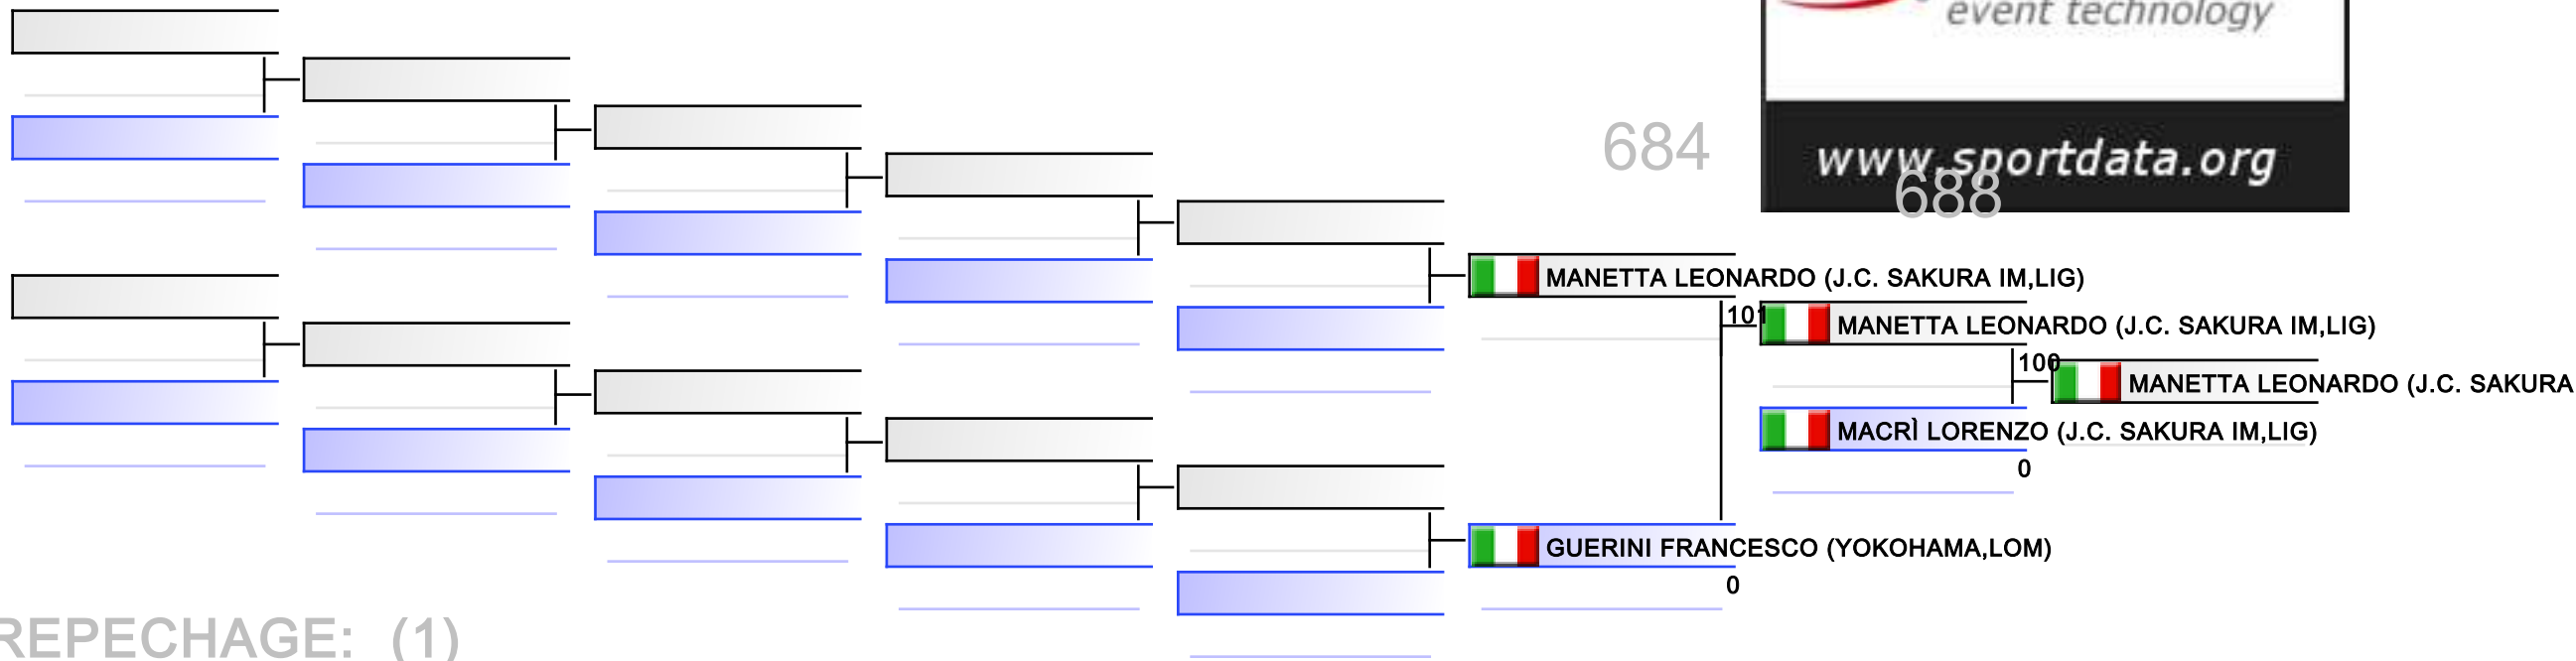 event technology
684
www.sportdata.org
688
MANETTA LEONARDO (J.C. SAKURA IM,LIG)
101
MANETTA LEONARDO (J.C. SAKURA IM,LIG)
100
MANETTA LEONARDO (J.C. SAKURA
MACRÌ LORENZO (J.C. SAKURA IM,LIG)
0
GUERINI FRANCESCO (YOKOHAMA,LOM)
0
REPECHAGE: (1)